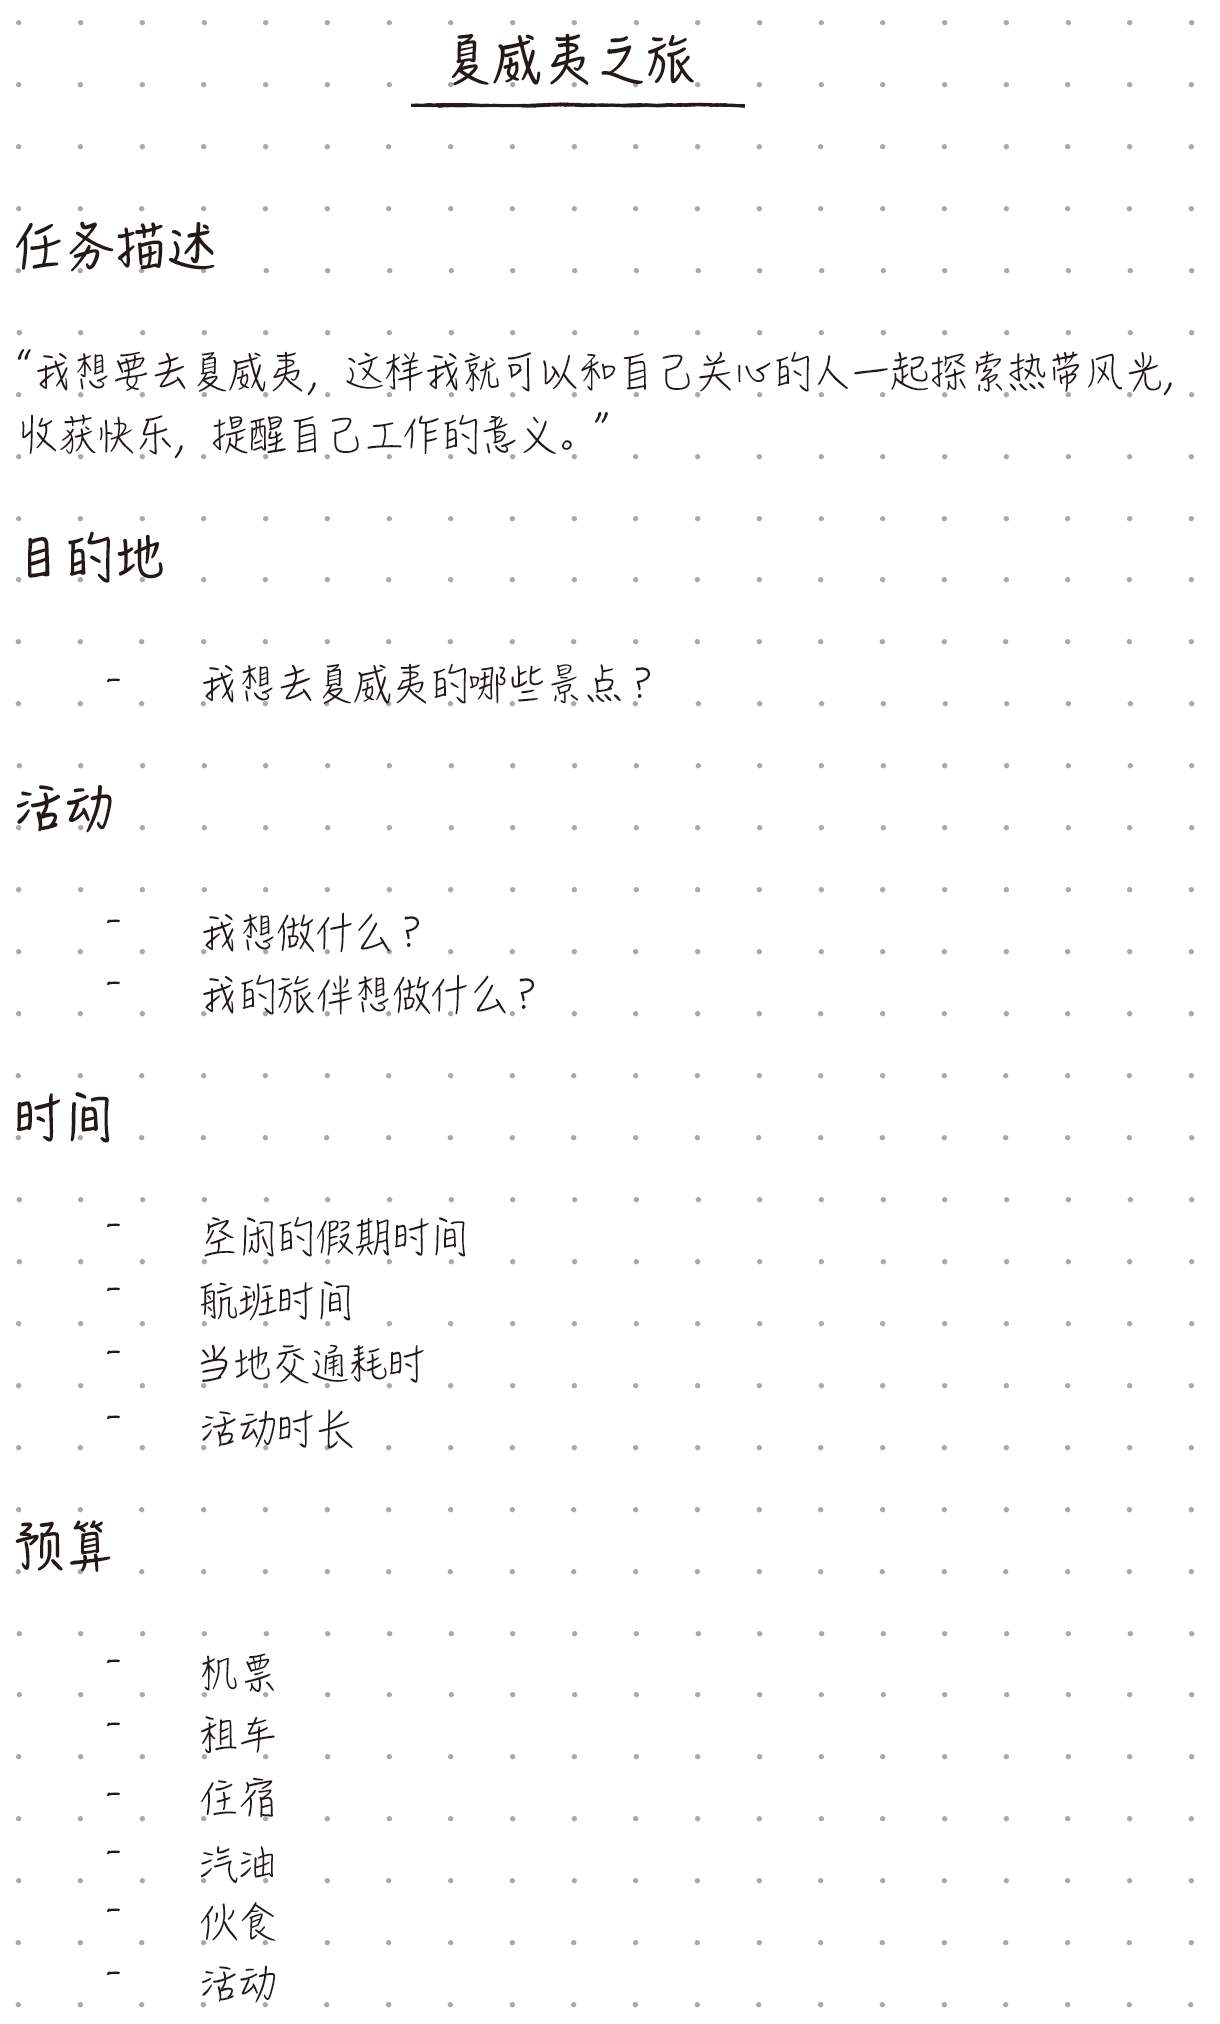 夏威夷之旅
任务描述
“我想要去夏威夷，这样我就可以和自己关心的人一起探索热带风光，
收获快乐，提醒自己工作的意义。”
目的地
- 我想去夏威夷的哪些景点？
活动
- 我想做什么？
- 我的旅伴想做什么？
时间
- 空闲的假期时间
- 航班时间
- 当地交通耗时
- 活动时长
预算
- 机票
- 租车
- 住宿
- 汽油
- 伙食
- 活动